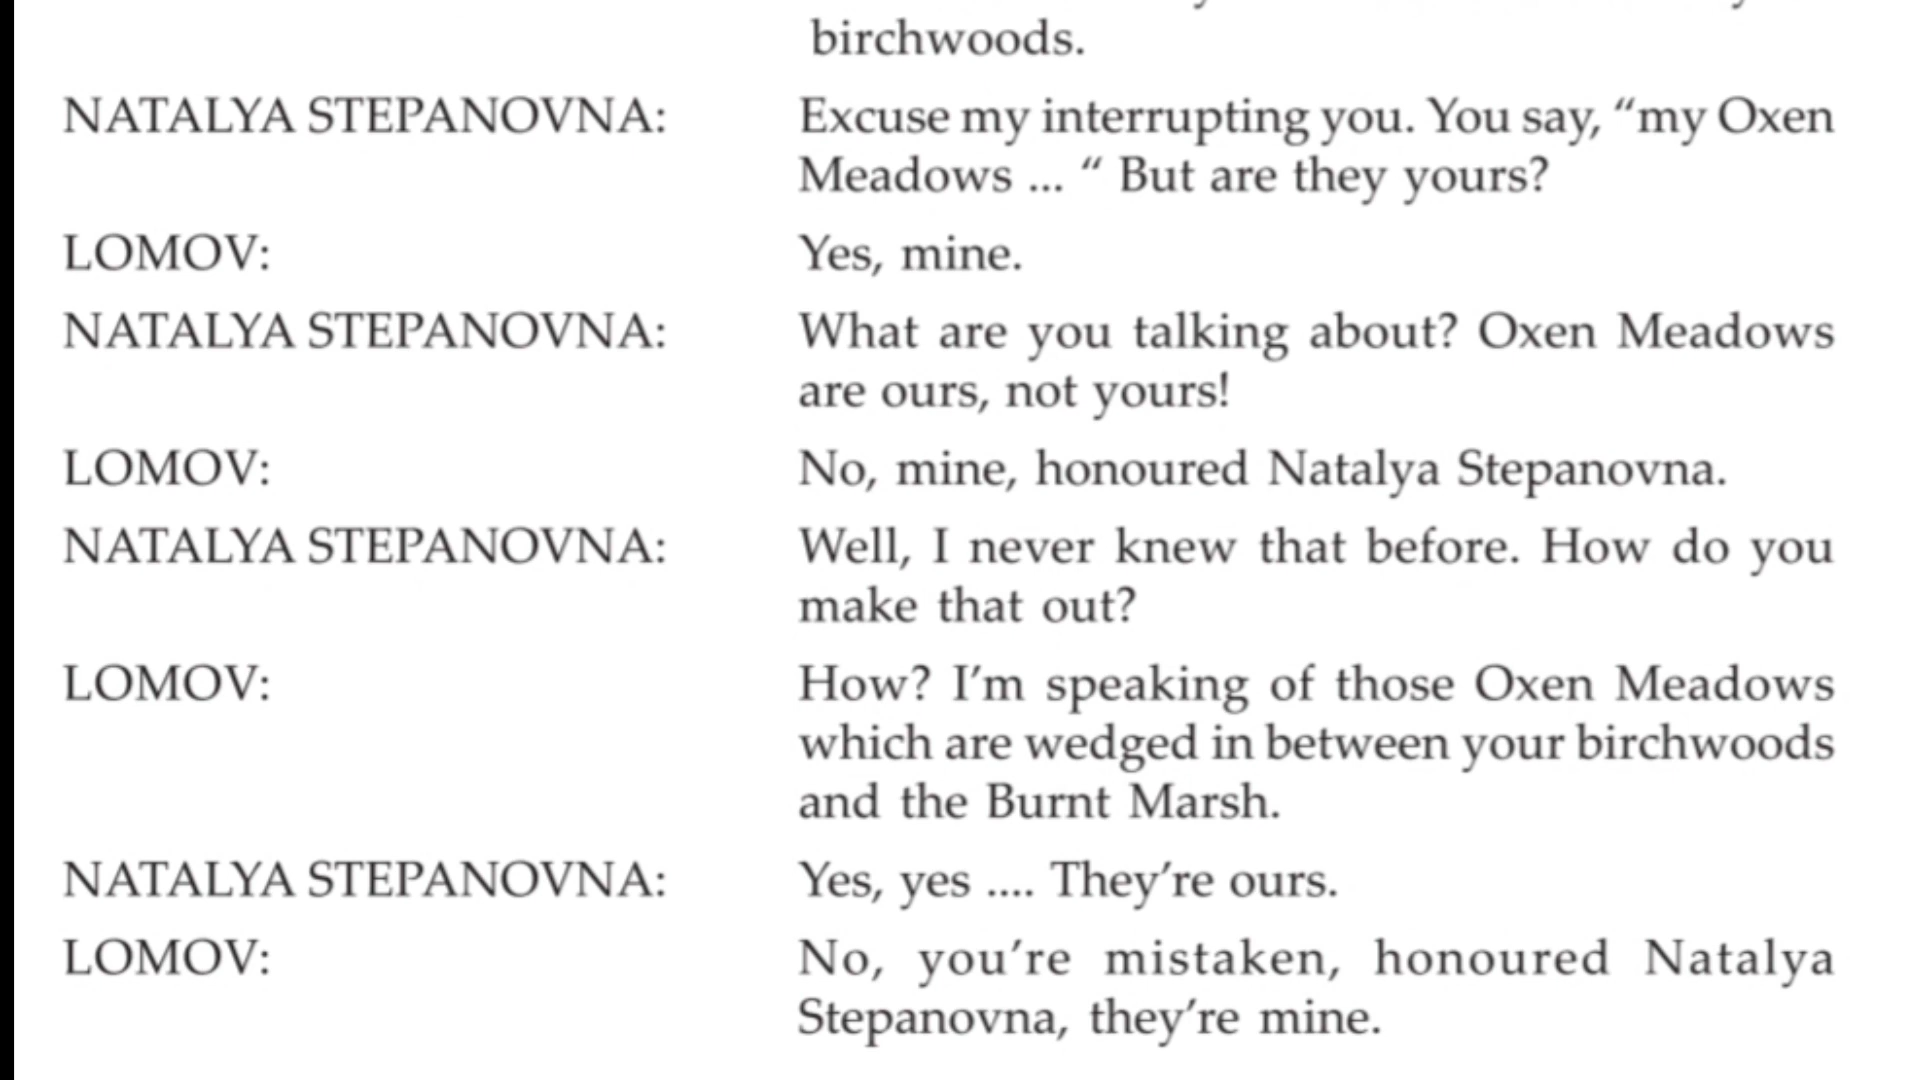 birchwoods.
NATALYA STEPANOVNA: Excuse my interrupting you. You say, “my Oxen
Meadows ... “ But are they yours?
LOMOV: Yes, mine.
NATALYA STEPANOVNA: What are you talking about? Oxen Meadows
are ours, not yours!
LOMOV: No, mine, honoured Natalya Stepanovna.
NATALYA STEPANOVNA: Well, I never knew that before. How do you
make that out?
LOMOV: How? I’m speaking of those Oxen Meadows
which are wedged in between your birchwoods
and the Burnt Marsh.
NATALYA STEPANOVNA: Yes, yes .... They’re ours.
LOMOV: No, you’re mistaken, honoured Natalya
Stepanovna, they’re mine.